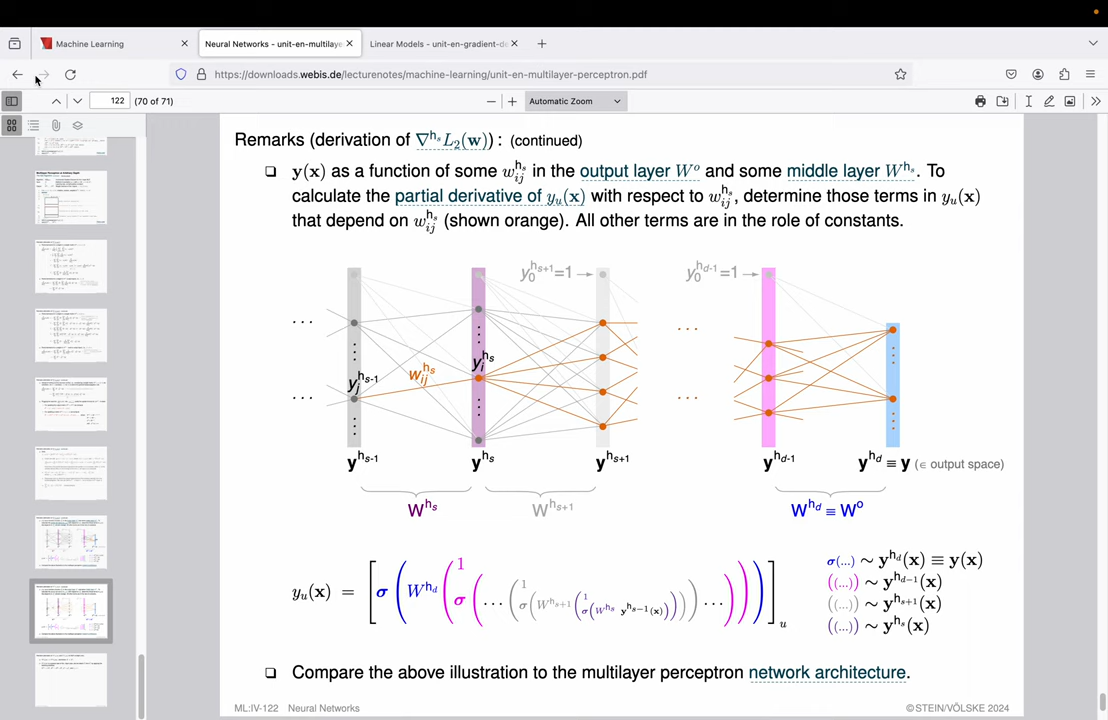 Machine Learning
Neural Networks - unit-en-multilaye
Linear Models - unit-en-gradient-de
https://downloads.webis.de/lecturenotes/machine-learning/unit-en-multilayer-perceptron.pdf
122 (70 of 71)
Automatic Zoom
Remarks (derivation of ∇^{h_s} L_2(w)) : (continued)
❑ y(x) as a function of some w_{ij}^{h_s} in the output layer W^o and some middle layer W^{h_s}. To
calculate the partial derivative of y_u(x) with respect to w_{ij}^{h_s}, determine those terms in y_u(x)
that depend on w_{ij}^{h_s} (shown orange). All other terms are in the role of constants.
y_0^{h_{s+1}}=1 → y_0^{h_{d-1}}=1 →
. . . . . .
y_i^{h_s}
w_{ij}^{h_s}
y_j^{h_{s-1}}
. . . . . .
y^{h_{s-1}} y^{h_s} y^{h_{s+1}} y^{h_{d-1}} y^{h_d} ≡ y (∈ output space)
W^{h_s} W^{h_{s+1}} W^{h_d} ≡ W^o
y_u(x) = [σ(W^{h_d}(1 σ(...(1 σ(W^{h_{s+1}}(1 σ(W^{h_s} y^{h_{s-1}}(x)))))...))))]_u
σ(...) ~ y^{h_d}(x) ≡ y(x)
((...) ~ y^{h_{d-1}}(x)
((...) ~ y^{h_{s+1}}(x)
((...) ~ y^{h_s}(x)
❑ Compare the above illustration to the multilayer perceptron network architecture.
ML:IV-122 Neural Networks ©STEIN/VÖLSKE 2024